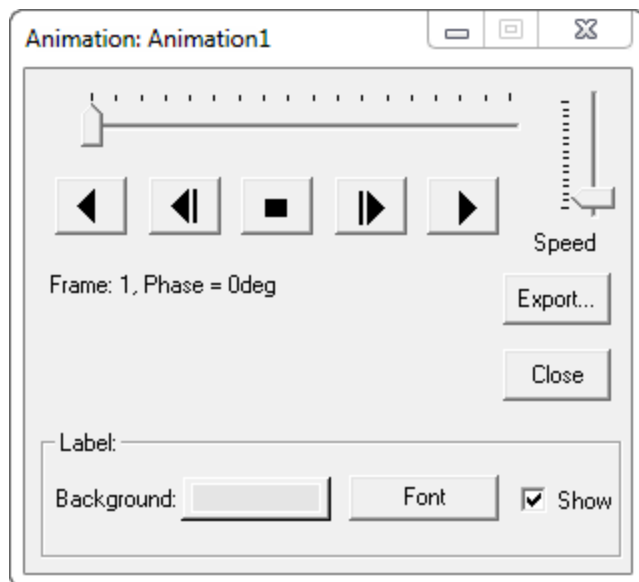 Animation: Animation1
Speed
Frame: 1, Phase = 0deg
Export...
Close
Label:
Background:
Font
Show